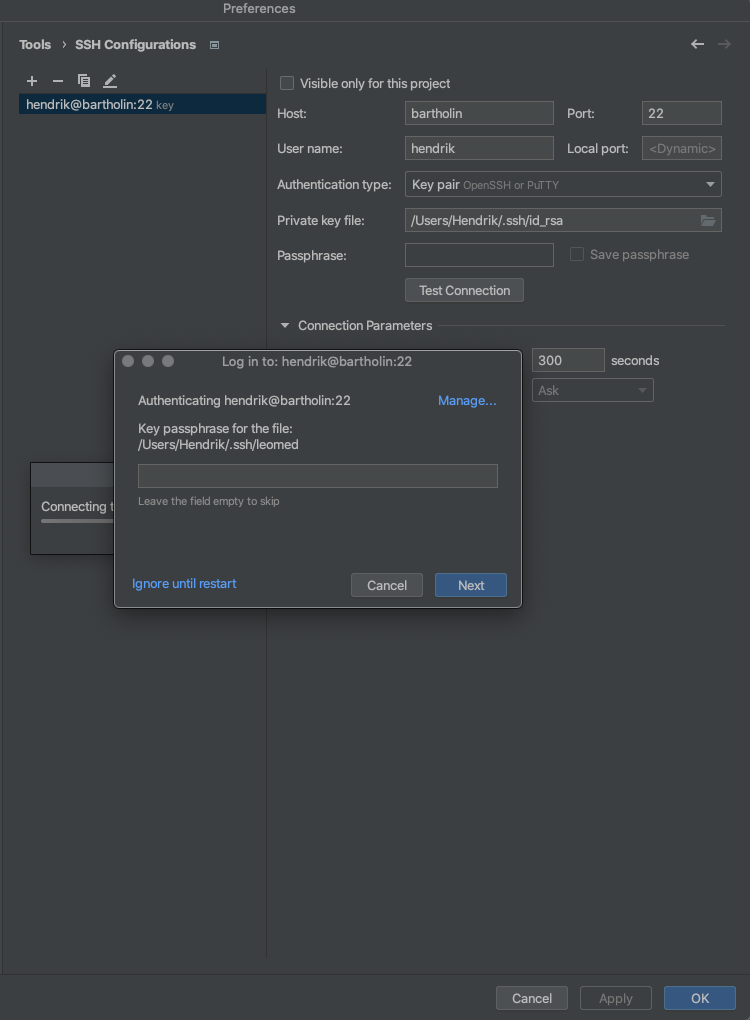 Preferences
Tools › SSH Configurations
hendrik@bartholin:22 key
Visible only for this project
Host: bartholin Port: 22
User name: hendrik Local port: <Dynamic>
Authentication type: Key pair OpenSSH or PuTTY
Private key file: /Users/Hendrik/.ssh/id_rsa
Passphrase: Save passphrase
Test Connection
Connection Parameters
300 seconds
Ask
Connecting t
Log in to: hendrik@bartholin:22
Authenticating hendrik@bartholin:22 Manage...
Key passphrase for the file:
/Users/Hendrik/.ssh/leomed
Leave the field empty to skip
Ignore until restart Cancel Next
Cancel Apply OK